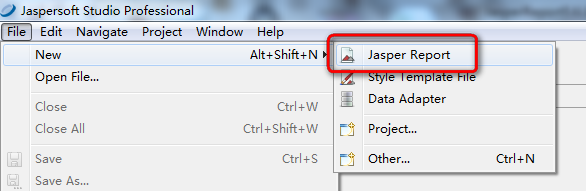 Jaspersoft Studio Professional
File Edit Navigate Project Window Help
New Alt+Shift+N
Open File...
Close Ctrl+W
Close All Ctrl+Shift+W
Save Ctrl+S
Save As...
Jasper Report
Style Template File
Data Adapter
Project...
Other... Ctrl+N